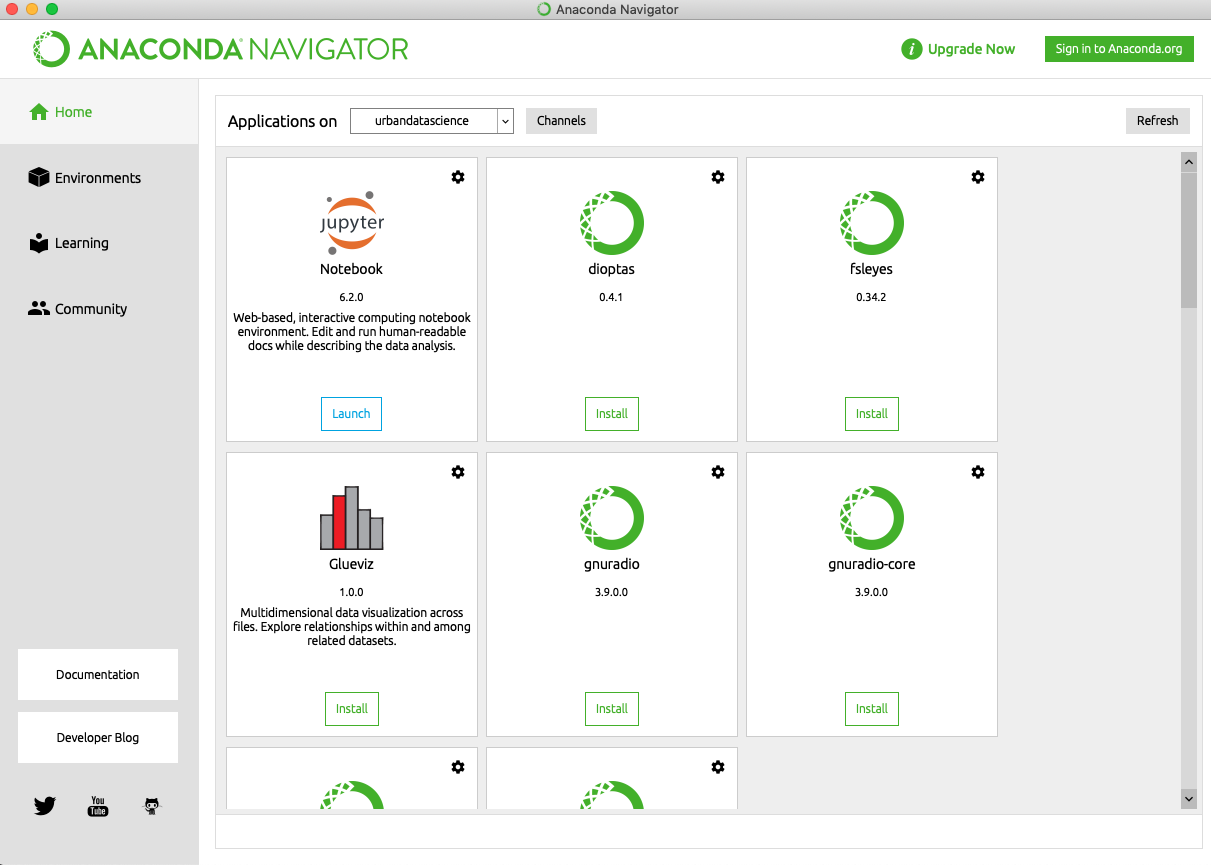 Anaconda Navigator
ANACONDA NAVIGATOR
i Upgrade Now
Sign in to Anaconda.org
Home
Environments
Learning
Community
Documentation
Developer Blog
You
Tube
Applications on
urbandatascience
Channels
Refresh
jupyter
Notebook
6.2.0
Web-based, interactive computing notebook
environment. Edit and run human-readable
docs while describing the data analysis.
Launch
dioptas
0.4.1
Install
fsleyes
0.34.2
Install
Glueviz
1.0.0
Multidimensional data visualization across
files. Explore relationships within and among
related datasets.
Install
gnuradio
3.9.0.0
Install
gnuradio-core
3.9.0.0
Install